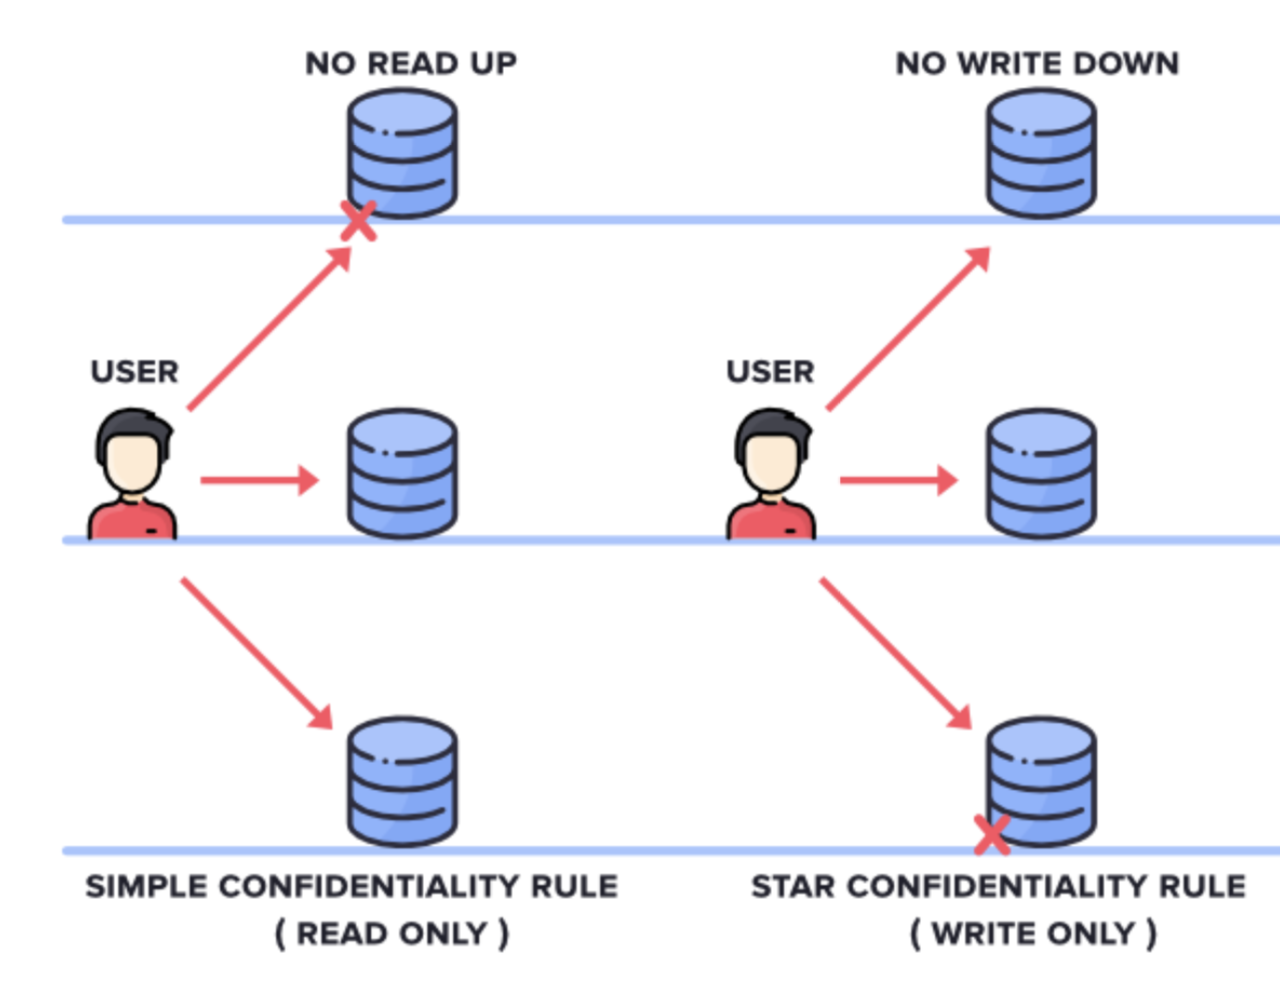 NO READ UP
NO WRITE DOWN
USER
USER
SIMPLE CONFIDENTIALITY RULE
( READ ONLY )
STAR CONFIDENTIALITY RULE
( WRITE ONLY )